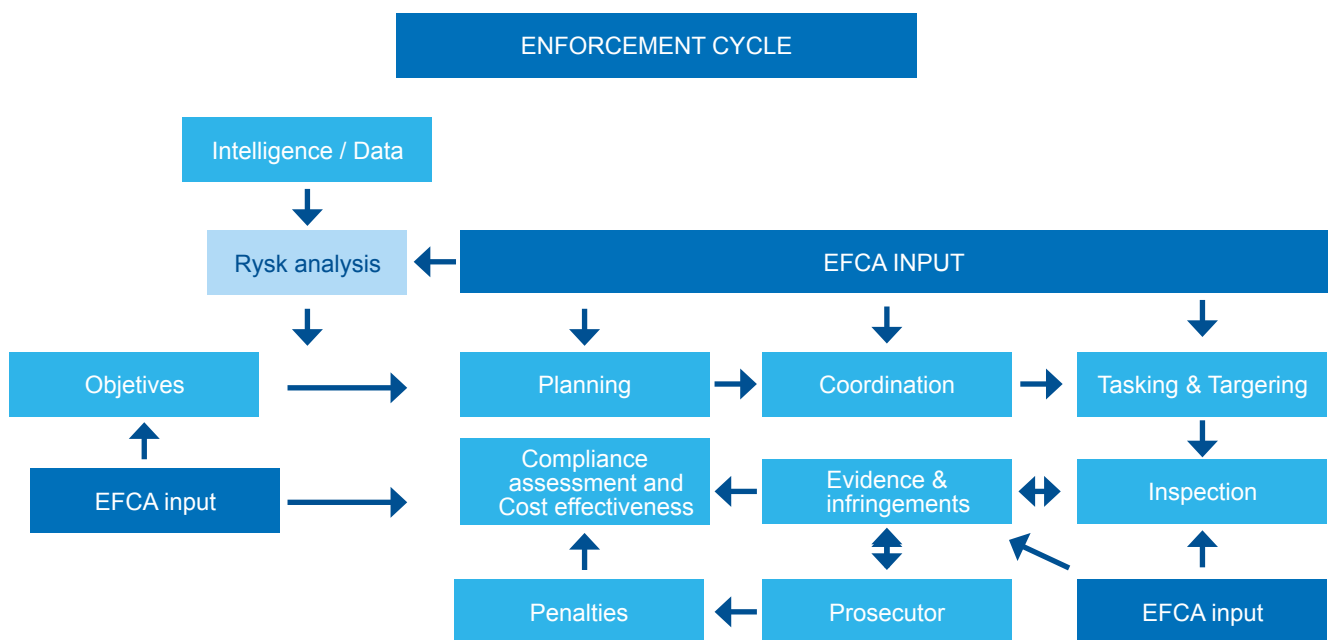 ENFORCEMENT CYCLE
Intelligence / Data
Rysk analysis
EFCA INPUT
Objetives
Planning
Coordination
Tasking & Targering
EFCA input
Compliance
assessment and
Cost effectiveness
Evidence &
infringements
Inspection
Penalties
Prosecutor
EFCA input